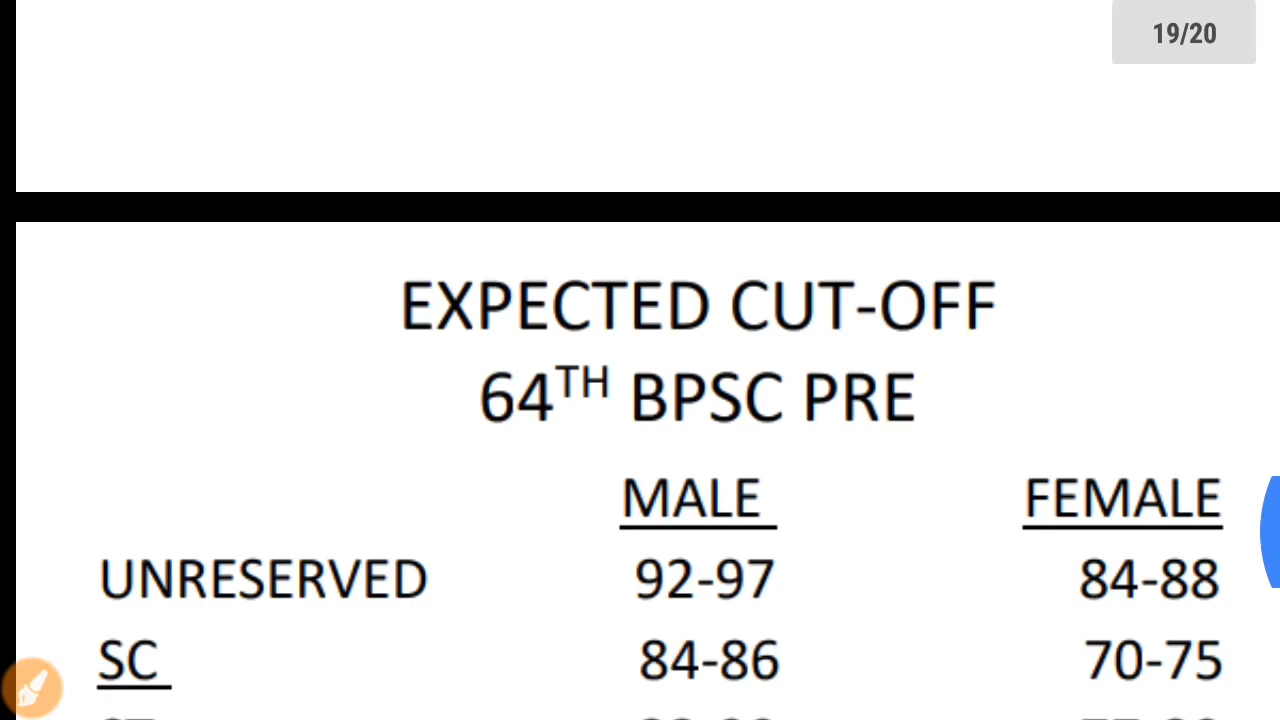 19/20
EXPECTED CUT-OFF
64TH BPSC PRE
MALE FEMALE
UNRESERVED 92-97 84-88
SC 84-86 70-75